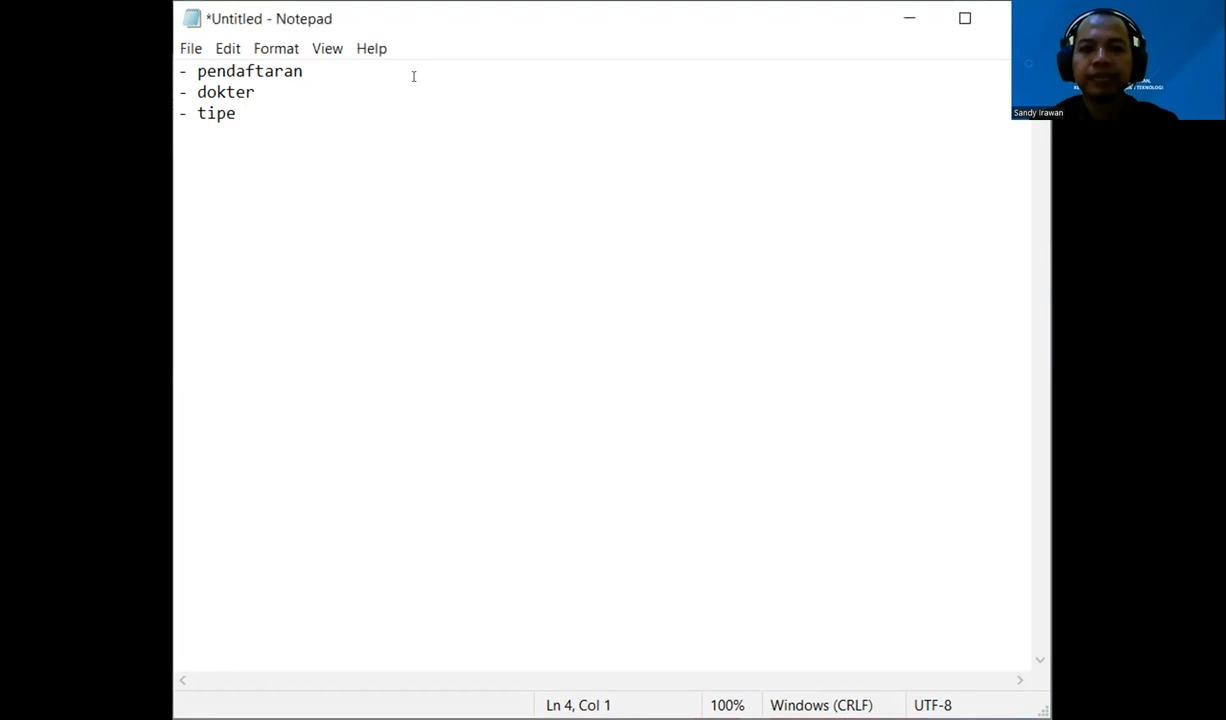 *Untitled - Notepad
File Edit Format View Help
- pendaftaran
- dokter
- tipe
Sandy Irawan
Ln 4, Col 1 100% Windows (CRLF) UTF-8